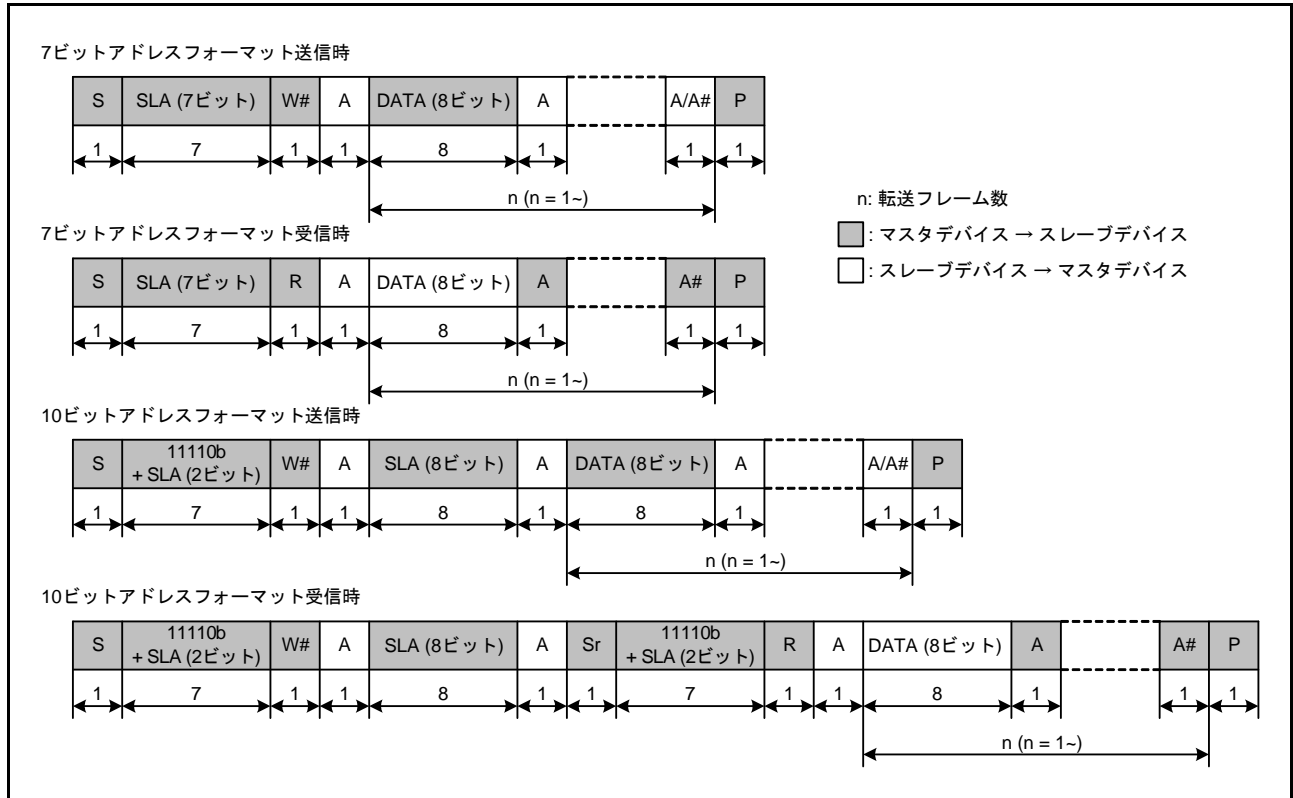 7ビットアドレスフォーマット送信時
S SLA (7ビット) W# A DATA (8ビット) A A/A# P
1 7 1 1 8 1 1 1
n (n = 1~)
n: 転送フレーム数
: マスタデバイス → スレーブデバイス
: スレーブデバイス → マスタデバイス
7ビットアドレスフォーマット受信時
S SLA (7ビット) R A DATA (8ビット) A A# P
1 7 1 1 8 1 1 1
n (n = 1~)
10ビットアドレスフォーマット送信時
S 11110b + SLA (2ビット) W# A SLA (8ビット) A DATA (8ビット) A A/A# P
1 7 1 1 8 1 8 1 1 1
n (n = 1~)
10ビットアドレスフォーマット受信時
S 11110b + SLA (2ビット) W# A SLA (8ビット) A Sr 11110b + SLA (2ビット) R A DATA (8ビット) A A# P
1 7 1 1 8 1 1 7 1 1 8 1 1 1
n (n = 1~)